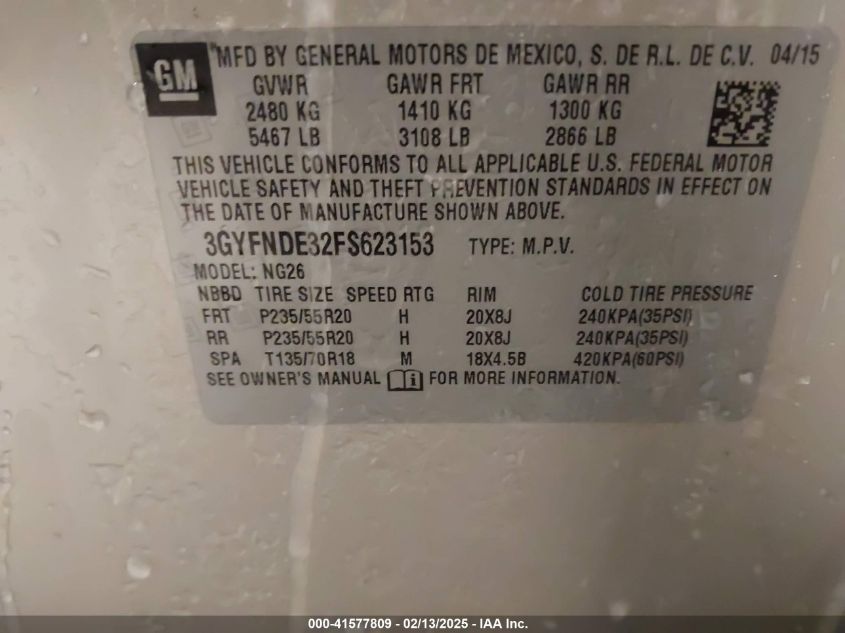 GM
MFD BY GENERAL MOTORS DE MEXICO, S. DE R.L. DE C.V. 04/15
GVWR GAWR FRT GAWR RR
2480 KG 1410 KG 1300 KG
5467 LB 3108 LB 2866 LB
THIS VEHICLE CONFORMS TO ALL APPLICABLE U.S. FEDERAL MOTOR
VEHICLE SAFETY AND THEFT PREVENTION STANDARDS IN EFFECT ON
THE DATE OF MANUFACTURE SHOWN ABOVE.
3GYFNDE32FS623153 TYPE: M.P.V.
MODEL: NG26
NBBD TIRE SIZE SPEED RTG RIM COLD TIRE PRESSURE
FRT P235/55R20 H 20X8J 240KPA(35PSI)
RR P235/55R20 H 20X8J 240KPA(35PSI)
SPA T135/70R18 M 18X4.5B 420KPA(60PSI)
SEE OWNER'S MANUAL i FOR MORE INFORMATION.
000-41577809 - 02/13/2025 - IAA Inc.